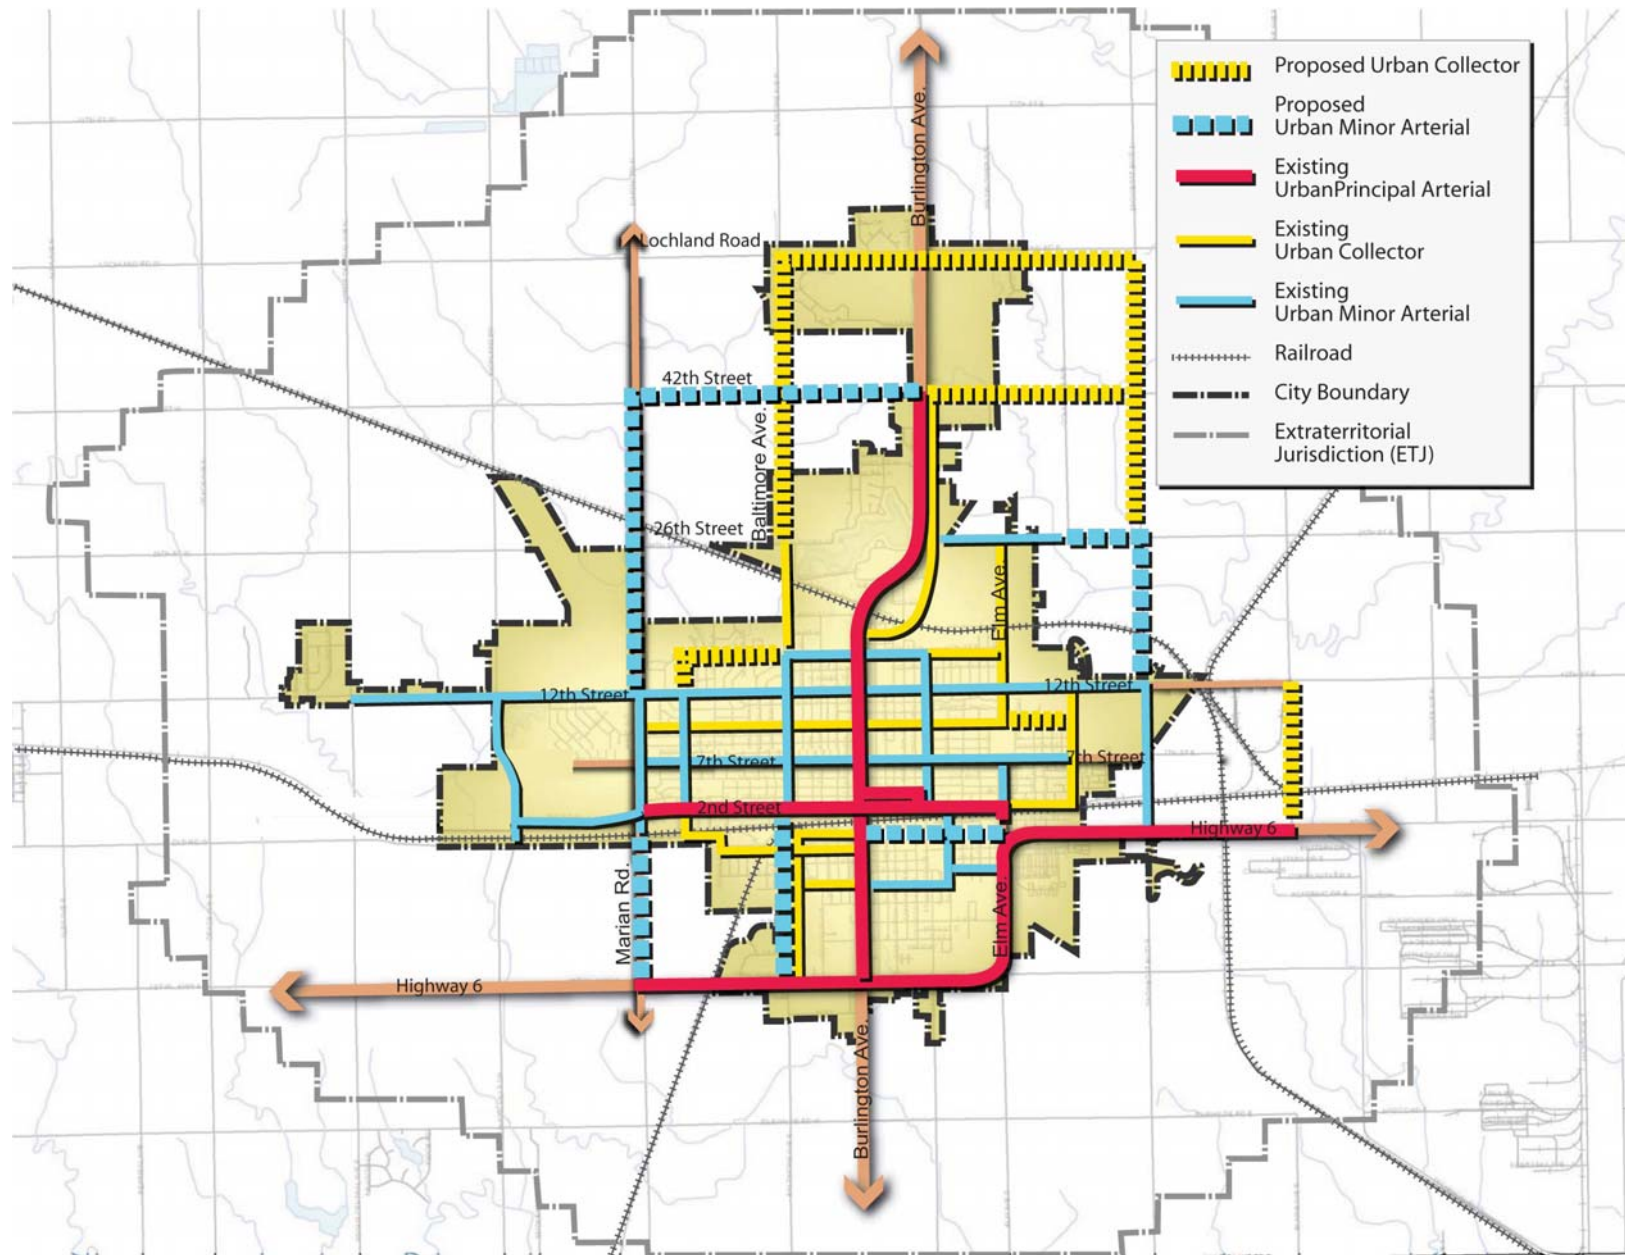 Proposed Urban Collector
Proposed
Urban Minor Arterial
Existing
UrbanPrincipal Arterial
Existing
Urban Collector
Existing
Urban Minor Arterial
Railroad
City Boundary
Extraterritorial
Jurisdiction (ETJ)
Burlington Ave.
Lochland Road
42th Street
Baltimore Ave.
26th Street
Elm Ave.
12th Street
12th Street
7th Street
7th Street
2nd Street
Highway 6
Marian Rd.
Elm Ave.
Highway 6
Burlington Ave.